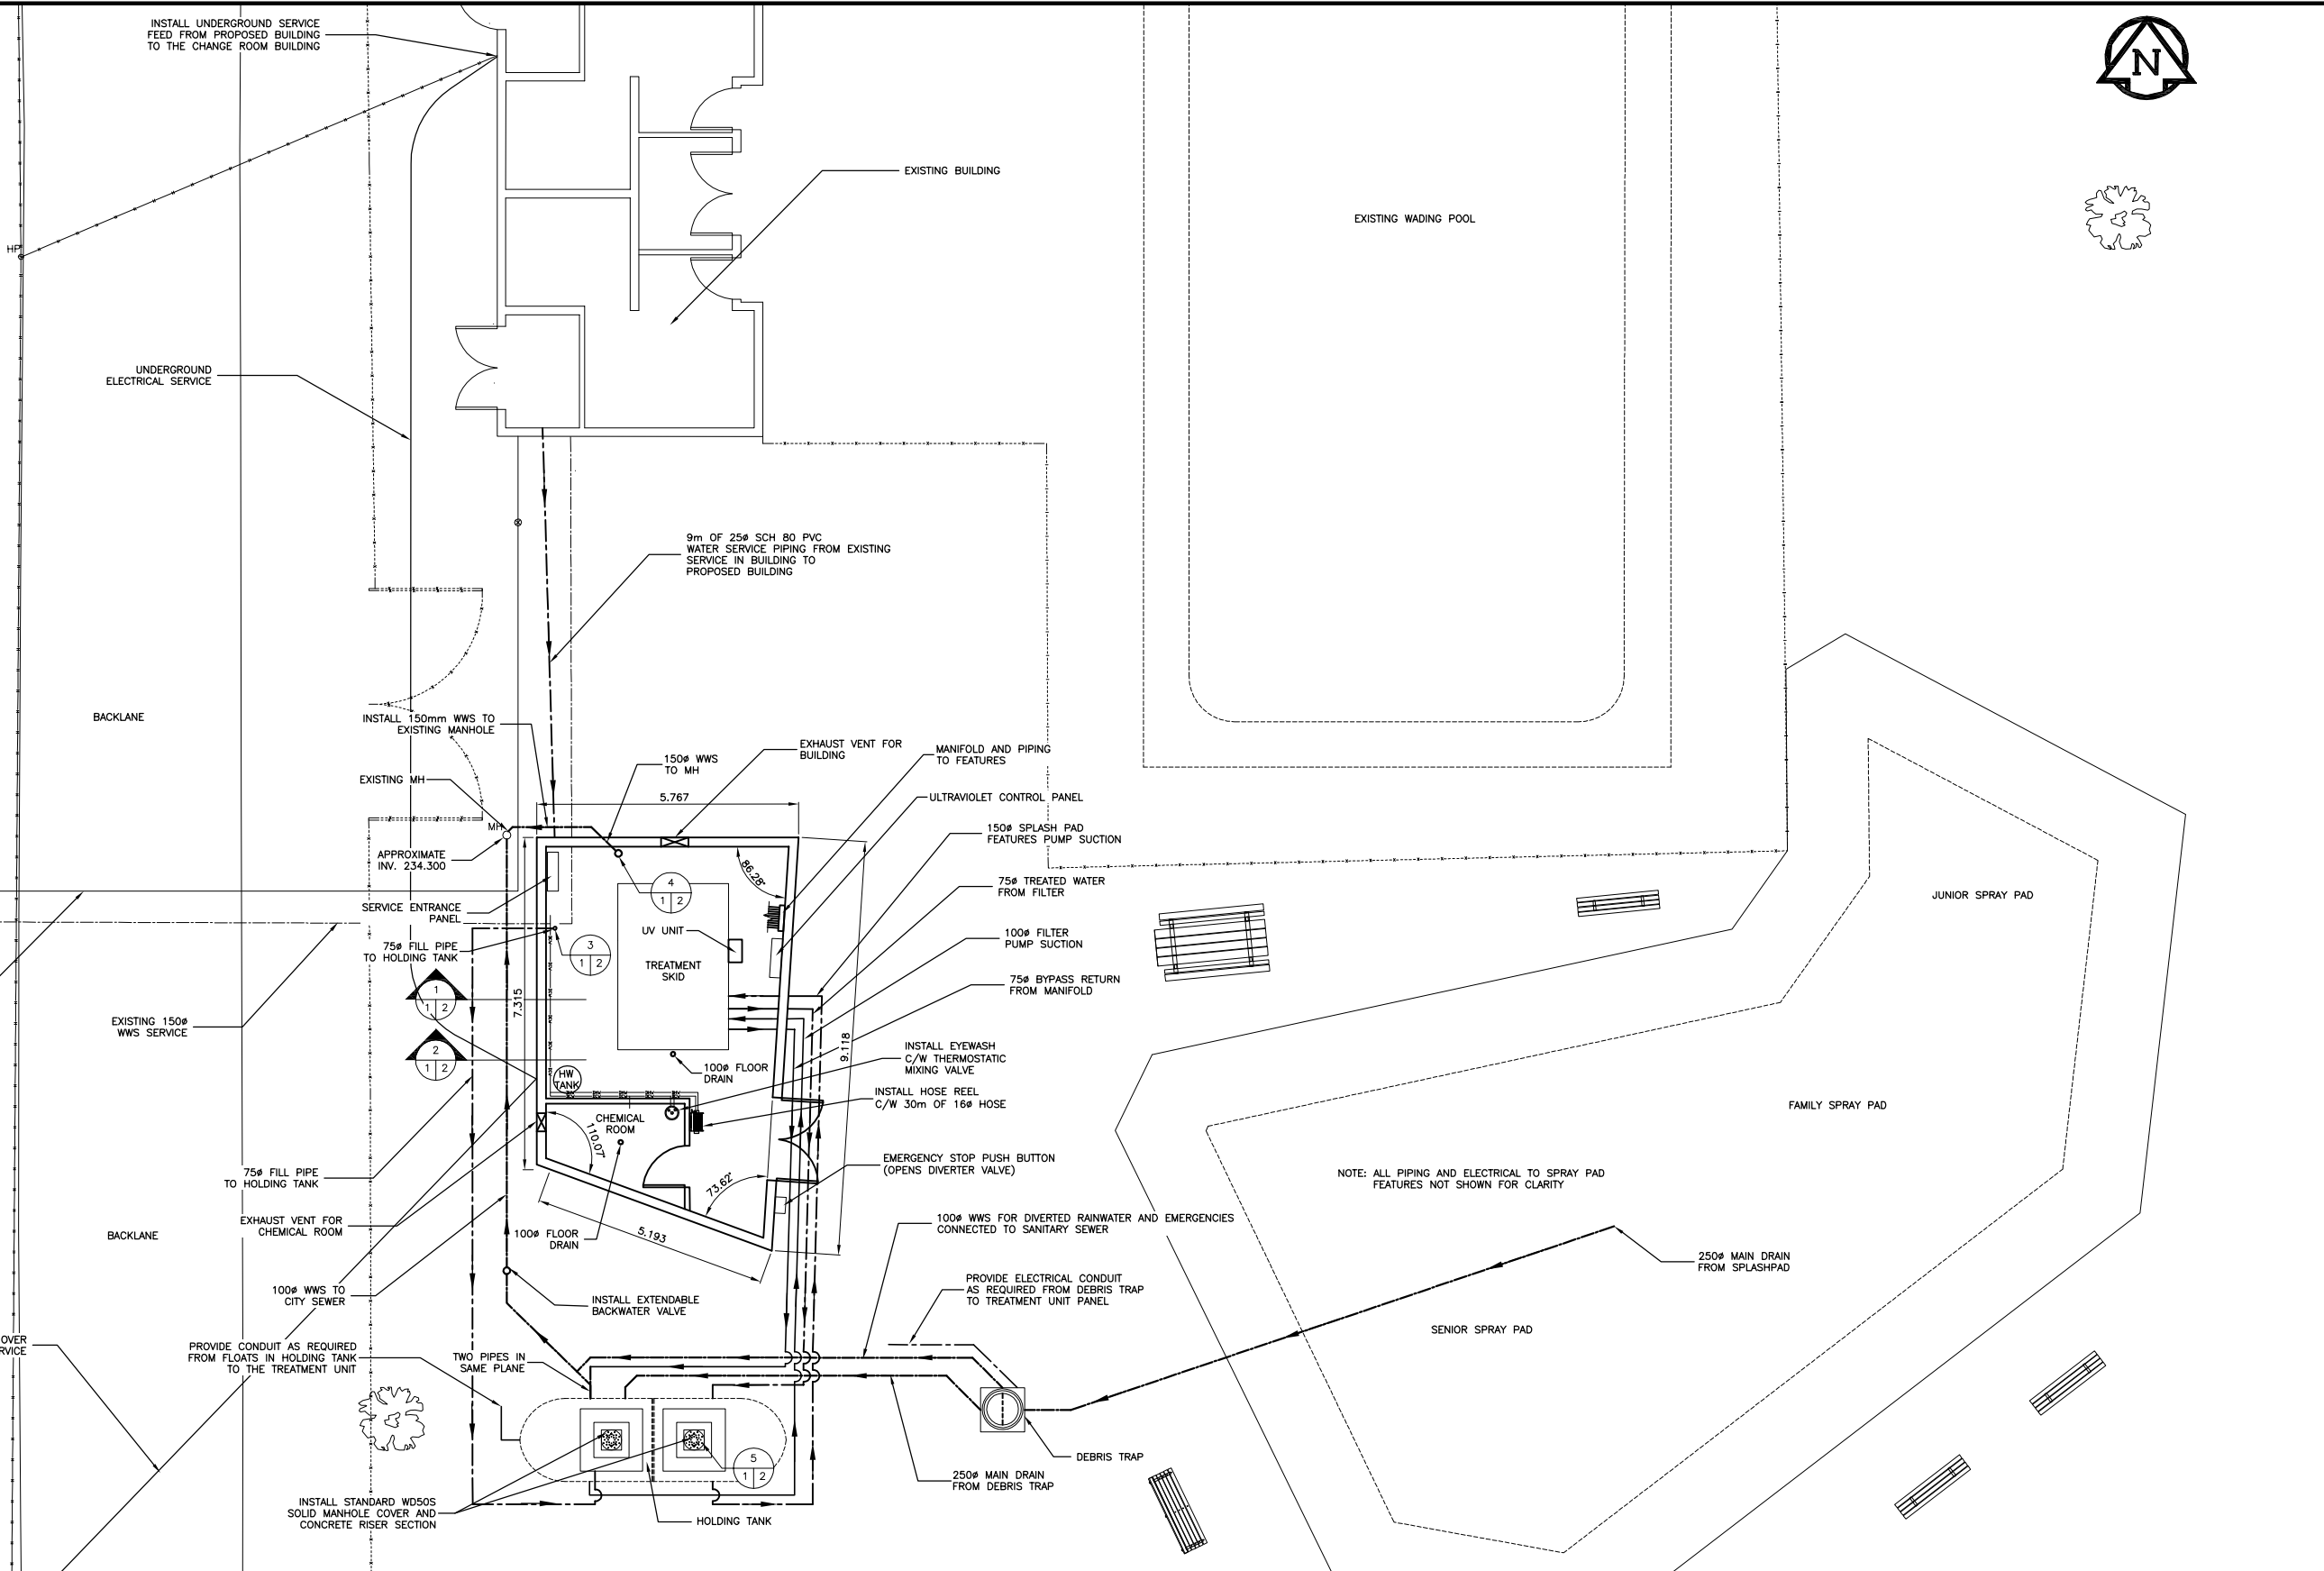 INSTALL UNDERGROUND SERVICE
FEED FROM PROPOSED BUILDING
TO THE CHANGE ROOM BUILDING
N
EXISTING BUILDING
EXISTING WADING POOL
HP
UNDERGROUND
ELECTRICAL SERVICE
9m OF 25ø SCH 80 PVC
WATER SERVICE PIPING FROM EXISTING
SERVICE IN BUILDING TO
PROPOSED BUILDING
BACKLANE
INSTALL 150mm WWS TO
EXISTING MANHOLE
EXISTING MH
MH
APPROXIMATE
INV. 234.300
150ø WWS
TO MH
EXHAUST VENT FOR
BUILDING
MANIFOLD AND PIPING
TO FEATURES
5.767
ULTRAVIOLET CONTROL PANEL
150ø SPLASH PAD
FEATURES PUMP SUCTION
86.28°
75ø TREATED WATER
FROM FILTER
JUNIOR SPRAY PAD
SERVICE ENTRANCE
PANEL
4
1 2
UV UNIT
100ø FILTER
PUMP SUCTION
75ø FILL PIPE
TO HOLDING TANK
3
1 2
TREATMENT
SKID
75ø BYPASS RETURN
FROM MANIFOLD
1
1 2
7.315
EXISTING 150ø
WWS SERVICE
2
1 2
9.118
INSTALL EYEWASH
C/W THERMOSTATIC
MIXING VALVE
100ø FLOOR
DRAIN
HW
TANK
INSTALL HOSE REEL
C/W 30m OF 16ø HOSE
FAMILY SPRAY PAD
CHEMICAL
ROOM
110.07°
EMERGENCY STOP PUSH BUTTON
(OPENS DIVERTER VALVE)
75ø FILL PIPE
TO HOLDING TANK
73.62°
NOTE: ALL PIPING AND ELECTRICAL TO SPRAY PAD
FEATURES NOT SHOWN FOR CLARITY
EXHAUST VENT FOR
CHEMICAL ROOM
BACKLANE
100ø FLOOR
DRAIN
5.193
100ø WWS FOR DIVERTED RAINWATER AND EMERGENCIES
CONNECTED TO SANITARY SEWER
250ø MAIN DRAIN
FROM SPLASHPAD
100ø WWS TO
CITY SEWER
INSTALL EXTENDABLE
BACKWATER VALVE
PROVIDE ELECTRICAL CONDUIT
AS REQUIRED FROM DEBRIS TRAP
TO TREATMENT UNIT PANEL
SENIOR SPRAY PAD
OVER
RVICE
PROVIDE CONDUIT AS REQUIRED
FROM FLOATS IN HOLDING TANK
TO THE TREATMENT UNIT
TWO PIPES IN
SAME PLANE
5
1 2
DEBRIS TRAP
250ø MAIN DRAIN
FROM DEBRIS TRAP
INSTALL STANDARD WD50S
SOLID MANHOLE COVER AND
CONCRETE RISER SECTION
HOLDING TANK